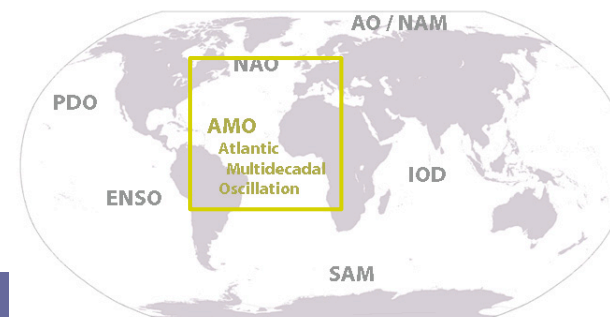 AO / NAM
NAO
PDO
AMO
Atlantic
Multidecadal
Oscillation
IOD
ENSO
SAM